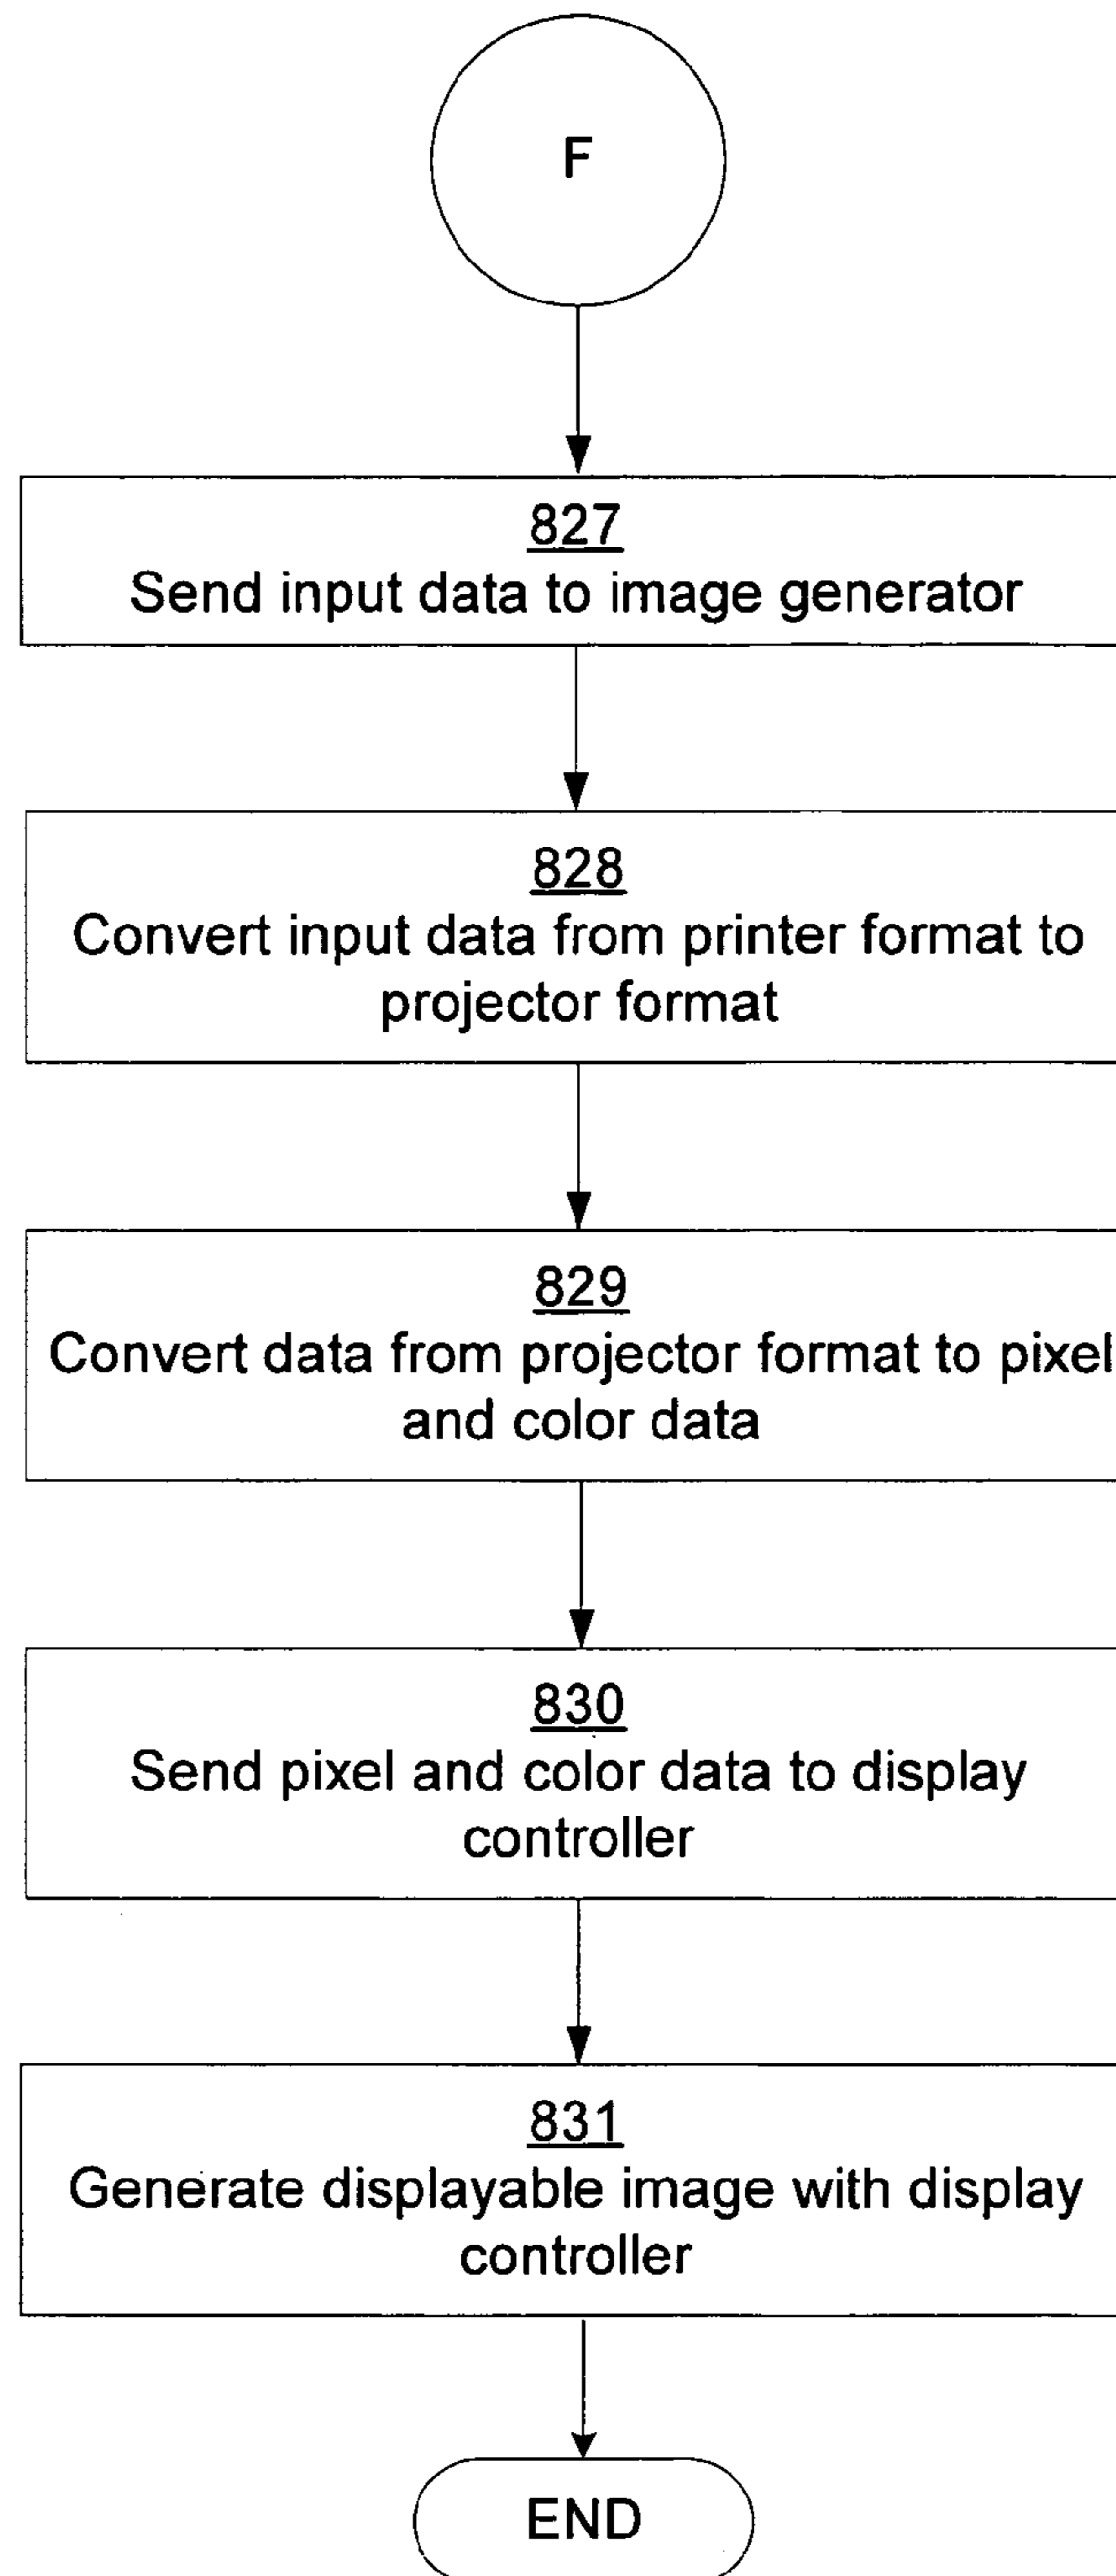 F
827
Send input data to image generator
828
Convert input data from printer format to
projector format
829
Convert data from projector format to pixel
and color data
830
Send pixel and color data to display
controller
831
Generate displayable image with display
controller
END